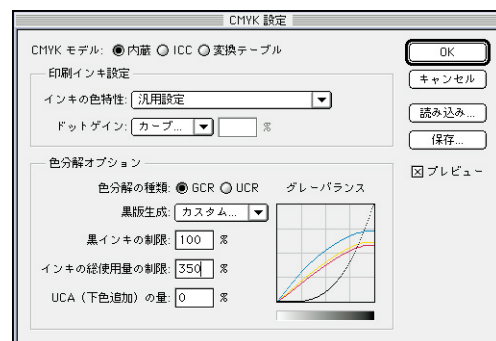 CMYK 設定
CMYK モデル: 内蔵 ICC 変換テーブル
OK
キャンセル
読み込み...
保存...
プレビュー
印刷インキ設定
インキの色特性: 汎用設定
ドットゲイン: カーブ... %
色分解オプション
色分解の種類: GCR UCR グレーバランス
黒版生成: カスタム...
黒インキの制限: 100 %
インキの総使用量の制限: 350 %
UCA（下色追加）の量: 0 %